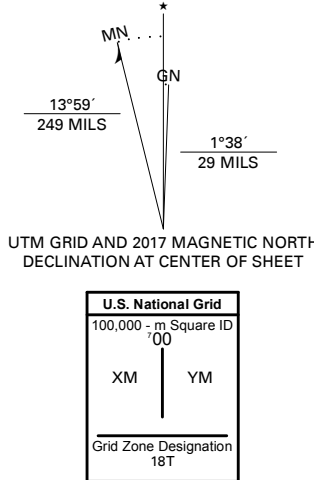 ★
MN
GN
13°59´
249 MILS
1°38´
29 MILS
UTM GRID AND 2017 MAGNETIC NORTH
DECLINATION AT CENTER OF SHEET
U.S. National Grid
100,000 - m Square ID
⁷00
XM YM
Grid Zone Designation
18T